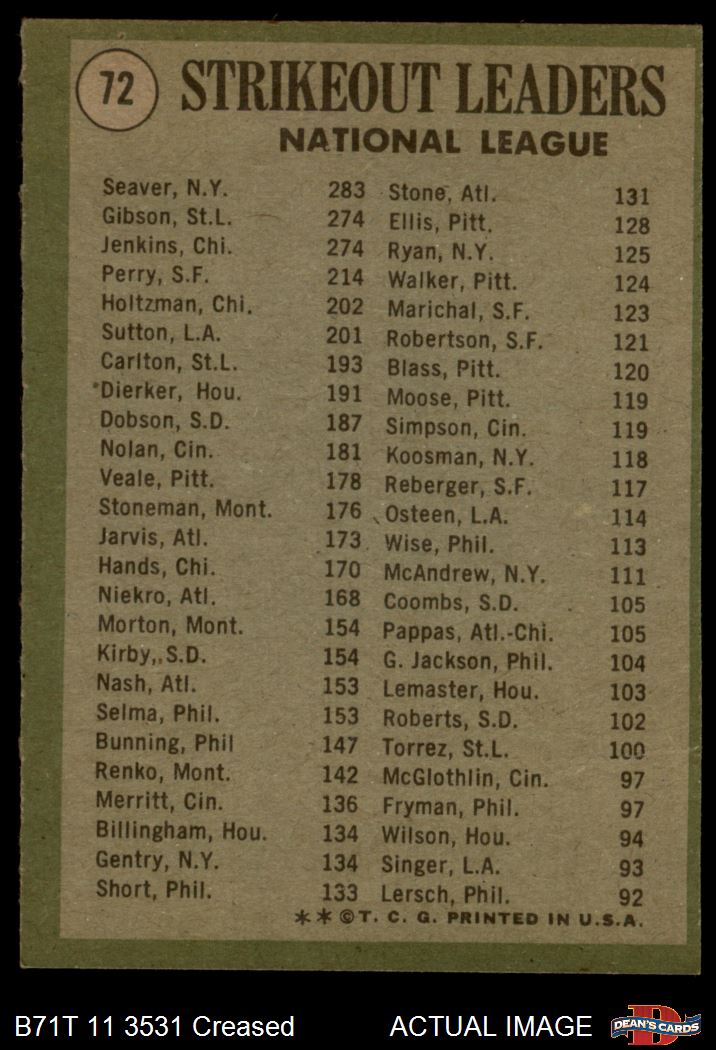 72
STRIKEOUT LEADERS
NATIONAL LEAGUE
Seaver, N.Y. 283
Gibson, St.L. 274
Jenkins, Chi. 274
Perry, S.F. 214
Holtzman, Chi. 202
Sutton, L.A. 201
Carlton, St.L. 193
Dierker, Hou. 191
Dobson, S.D. 187
Nolan, Cin. 181
Veale, Pitt. 178
Stoneman, Mont. 176
Jarvis, Atl. 173
Hands, Chi. 170
Niekro, Atl. 168
Morton, Mont. 154
Kirby, S.D. 154
Nash, Atl. 153
Selma, Phil. 153
Bunning, Phil 147
Renko, Mont. 142
Merritt, Cin. 136
Billingham, Hou. 134
Gentry, N.Y. 134
Short, Phil. 133
Stone, Atl. 131
Ellis, Pitt. 128
Ryan, N.Y. 125
Walker, Pitt. 124
Marichal, S.F. 123
Robertson, S.F. 121
Blass, Pitt. 120
Moose, Pitt. 119
Simpson, Cin. 119
Koosman, N.Y. 118
Reberger, S.F. 117
Osteen, L.A. 114
Wise, Phil. 113
McAndrew, N.Y. 111
Coombs, S.D. 105
Pappas, Atl.-Chi. 105
G. Jackson, Phil. 104
Lemaster, Hou. 103
Roberts, S.D. 102
Torrez, St.L. 100
McGlothlin, Cin. 97
Fryman, Phil. 97
Wilson, Hou. 94
Singer, L.A. 93
Lersch, Phil. 92
**©T. C. G. PRINTED IN U.S.A.
B71T 11 3531 Creased ACTUAL IMAGE
DEAN'S CARDS